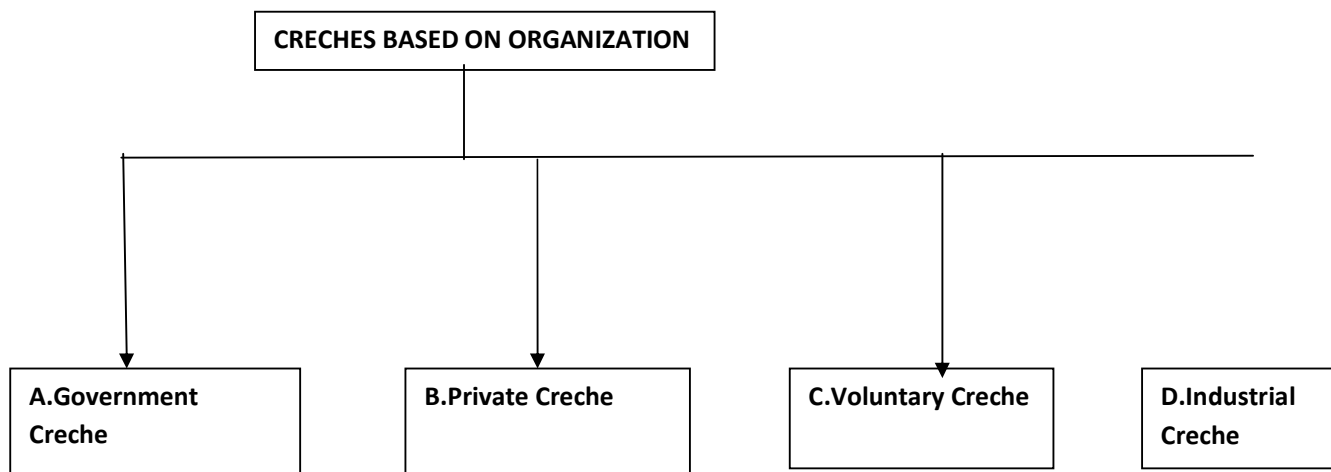 CRECHES BASED ON ORGANIZATION
A.Government
Creche
B.Private Creche
C.Voluntary Creche
D.Industrial
Creche